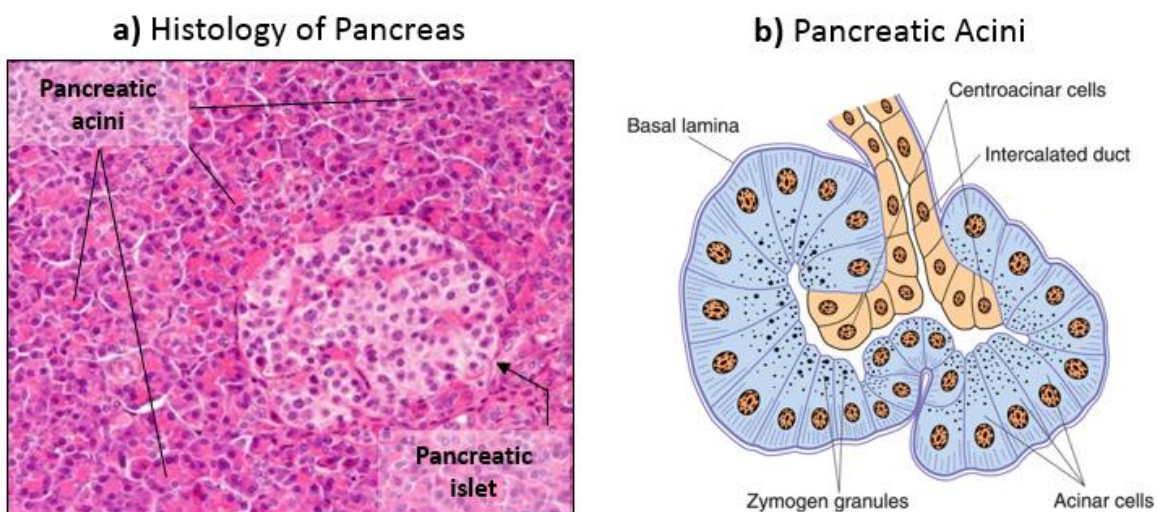 a) Histology of Pancreas
Pancreatic
acini
Pancreatic
islet
b) Pancreatic Acini
Centroacinar cells
Basal lamina
Intercalated duct
Zymogen granules
Acinar cells